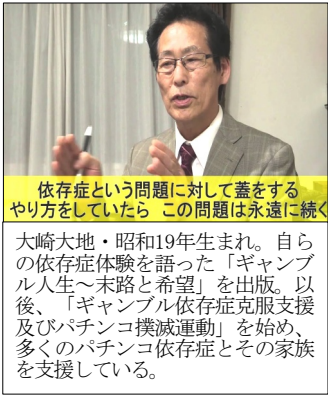 依存症という問題に対して蓋をする
やり方をしていたら この問題は永遠に続く
大崎大地・昭和19年生まれ。自ら
の依存症体験を語った「ギャンブ
ル人生～末路と希望」を出版。以
後、「ギャンブル依存症克服支援
及びパチンコ撲滅運動」を始め、
多くのパチンコ依存症とその家族
を支援している。